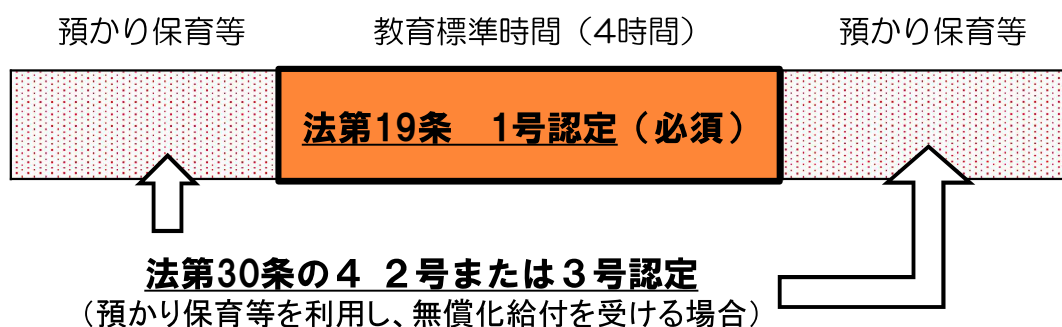 預かり保育等 教育標準時間（4時間） 預かり保育等
法第19条　1号認定（必須）
法第30条の４ ２号または３号認定
（預かり保育等を利用し、無償化給付を受ける場合）